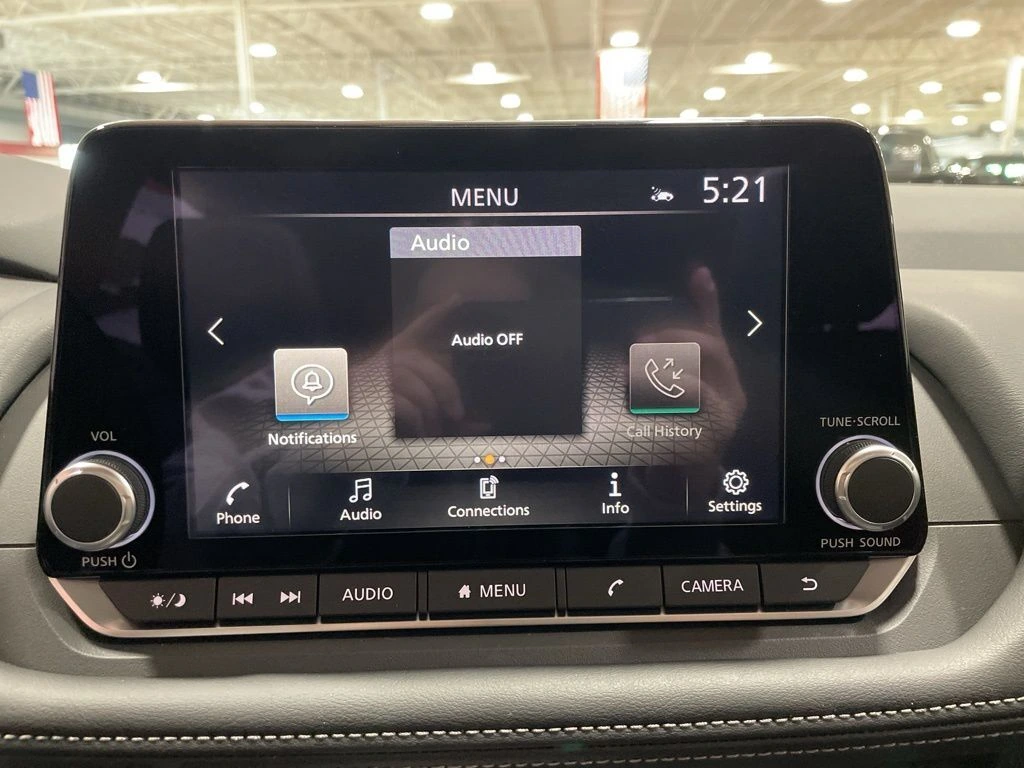 MENU
5:21
Audio
Audio OFF
Notifications
Call History
Phone
Audio
Connections
Info
Settings
VOL
PUSH
TUNE·SCROLL
PUSH SOUND
AUDIO
MENU
CAMERA